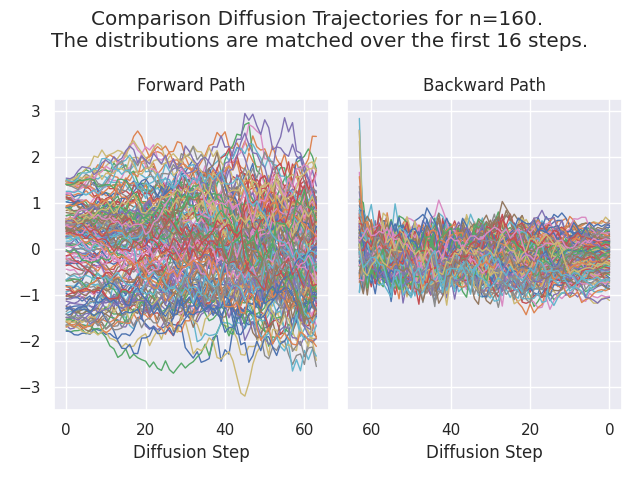 Comparison Diffusion Trajectories for n=160.
The distributions are matched over the first 16 steps.
Forward Path
Backward Path
3
2
1
0
−1
−2
−3
0 20 40 60
60 40 20 0
Diffusion Step
Diffusion Step